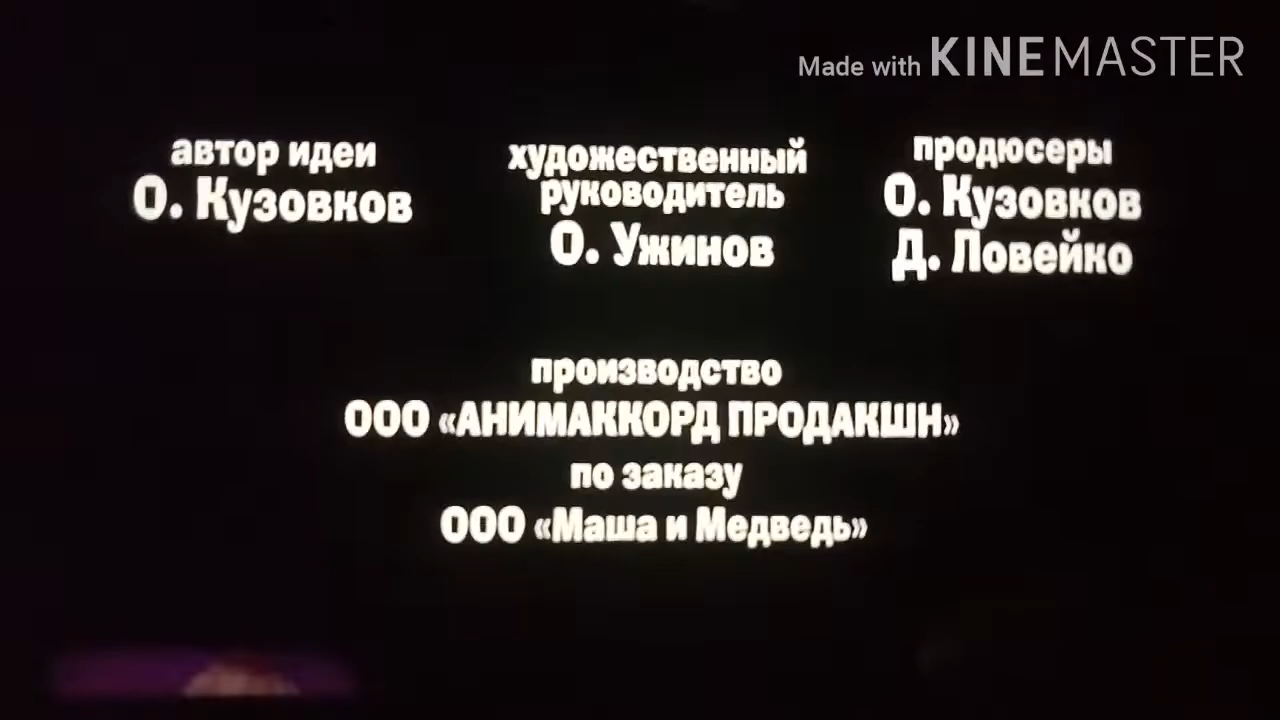 Made with KINEMASTER
автор идеи
О. Кузовков
художественный
руководитель
О. Ужинов
продюсеры
О. Кузовков
Д. Ловейко
производство
ООО «АНИМАККОРД ПРОДАКШН»
по заказу
ООО «Маша и Медведь»